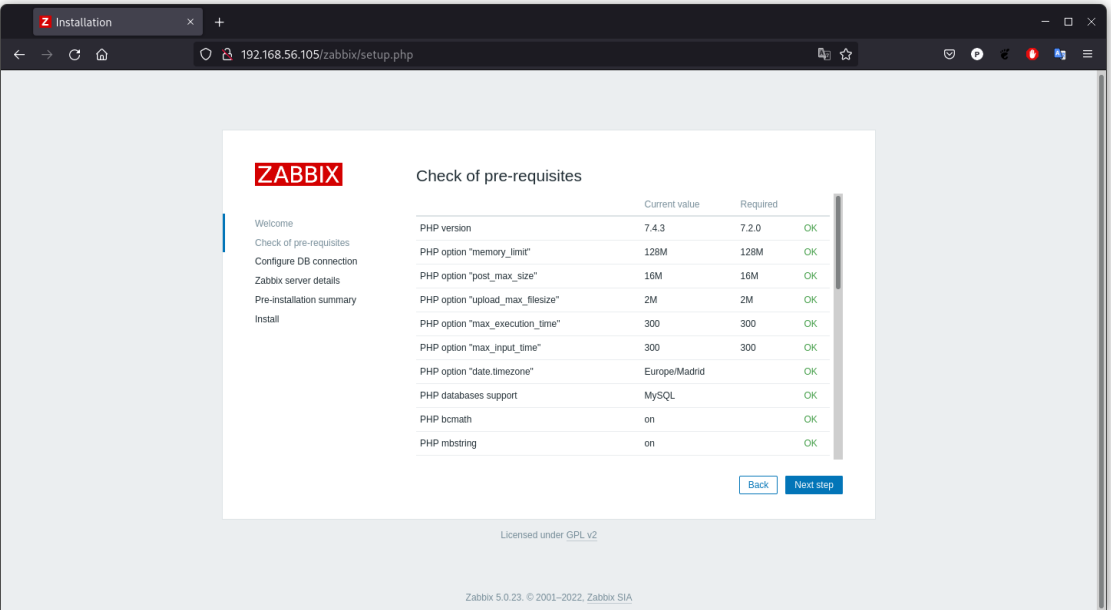 Z Installation
192.168.56.105/zabbix/setup.php
ZABBIX
Welcome
Check of pre-requisites
Configure DB connection
Zabbix server details
Pre-installation summary
Install
Check of pre-requisites
Current value Required
PHP version 7.4.3 7.2.0 OK
PHP option "memory_limit" 128M 128M OK
PHP option "post_max_size" 16M 16M OK
PHP option "upload_max_filesize" 2M 2M OK
PHP option "max_execution_time" 300 300 OK
PHP option "max_input_time" 300 300 OK
PHP option "date.timezone" Europe/Madrid OK
PHP databases support MySQL OK
PHP bcmath on OK
PHP mbstring on OK
Back Next step
Licensed under GPL v2
Zabbix 5.0.23. © 2001–2022, Zabbix SIA